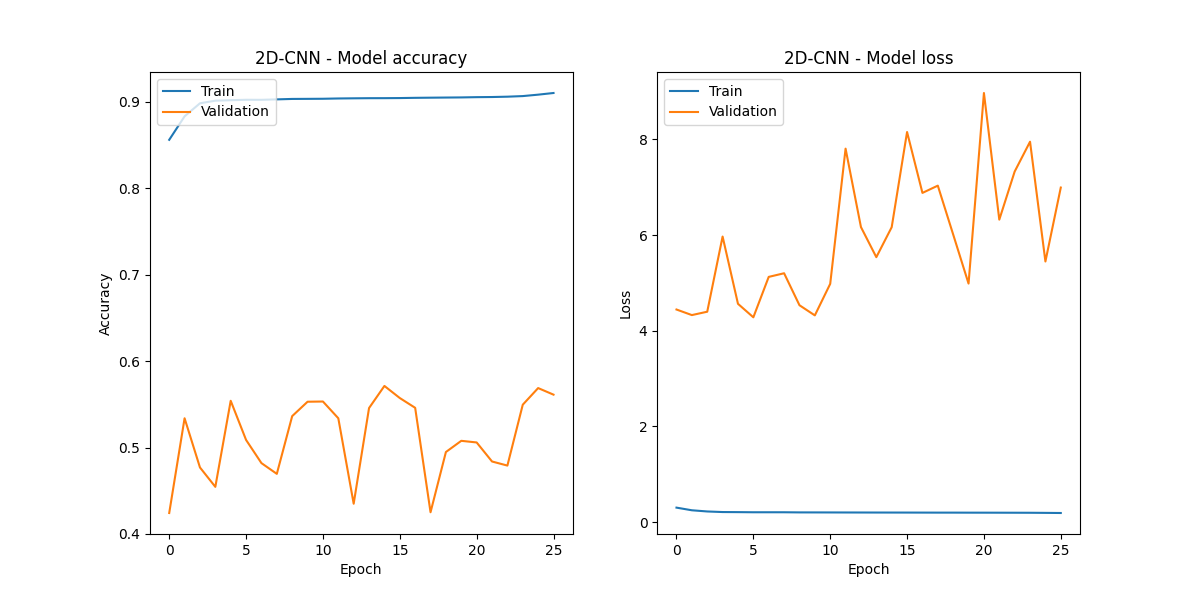 2D-CNN - Model accuracy
Train
Validation
0.9
0.8
0.7
0.6
0.5
0.4
Accuracy
0 5 10 15 20 25
Epoch
2D-CNN - Model loss
Train
Validation
8
6
4
2
0
Loss
0 5 10 15 20 25
Epoch